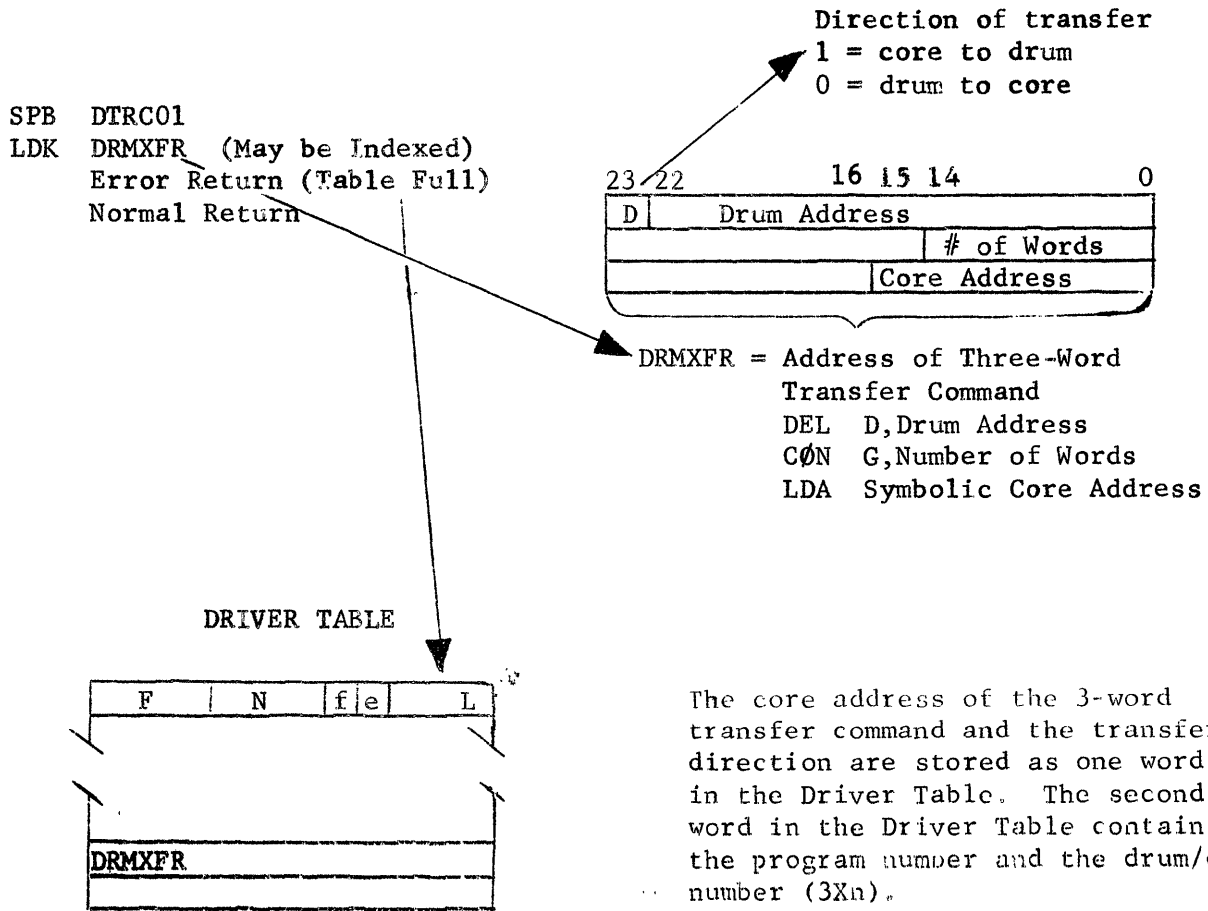 Direction of transfer
1 = core to drum
0 = drum to core
SPB DTRC01
LDK DRMXFR (May be Indexed)
Error Return (Table Full)
Normal Return
23 22 16 15 14 0
D Drum Address
# of Words
Core Address
DRMXFR = Address of Three-Word
Transfer Command
DEL D,Drum Address
CØN G,Number of Words
LDA Symbolic Core Address
DRIVER TABLE
F N f e L
DRMXFR
The core address of the 3-word
transfer command and the transfer
direction are stored as one word
in the Driver Table. The second
word in the Driver Table contain
the program number and the drum/
number (3Xn).